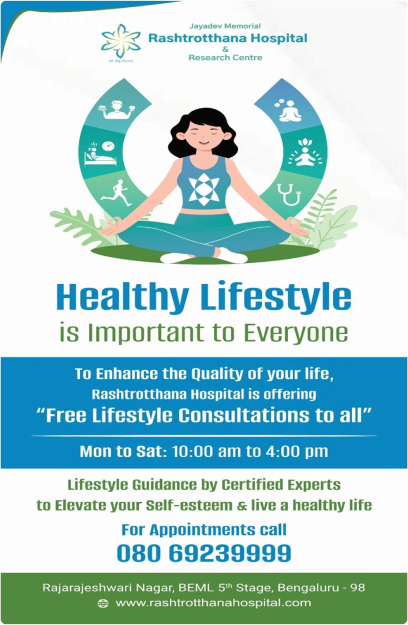 Jayadev Memorial
Rashtrotthana Hospital
&
Research Centre
Healthy Lifestyle
is Important to Everyone
To Enhance the Quality of your life,
Rashtrotthana Hospital is offering
“Free Lifestyle Consultations to all”
Mon to Sat: 10:00 am to 4:00 pm
Lifestyle Guidance by Certified Experts
to Elevate your Self-esteem & live a healthy life
For Appointments call
080 69239999
Rajarajeshwari Nagar, BEML 5th Stage, Bengaluru - 98
www.rashtrotthanahospital.com